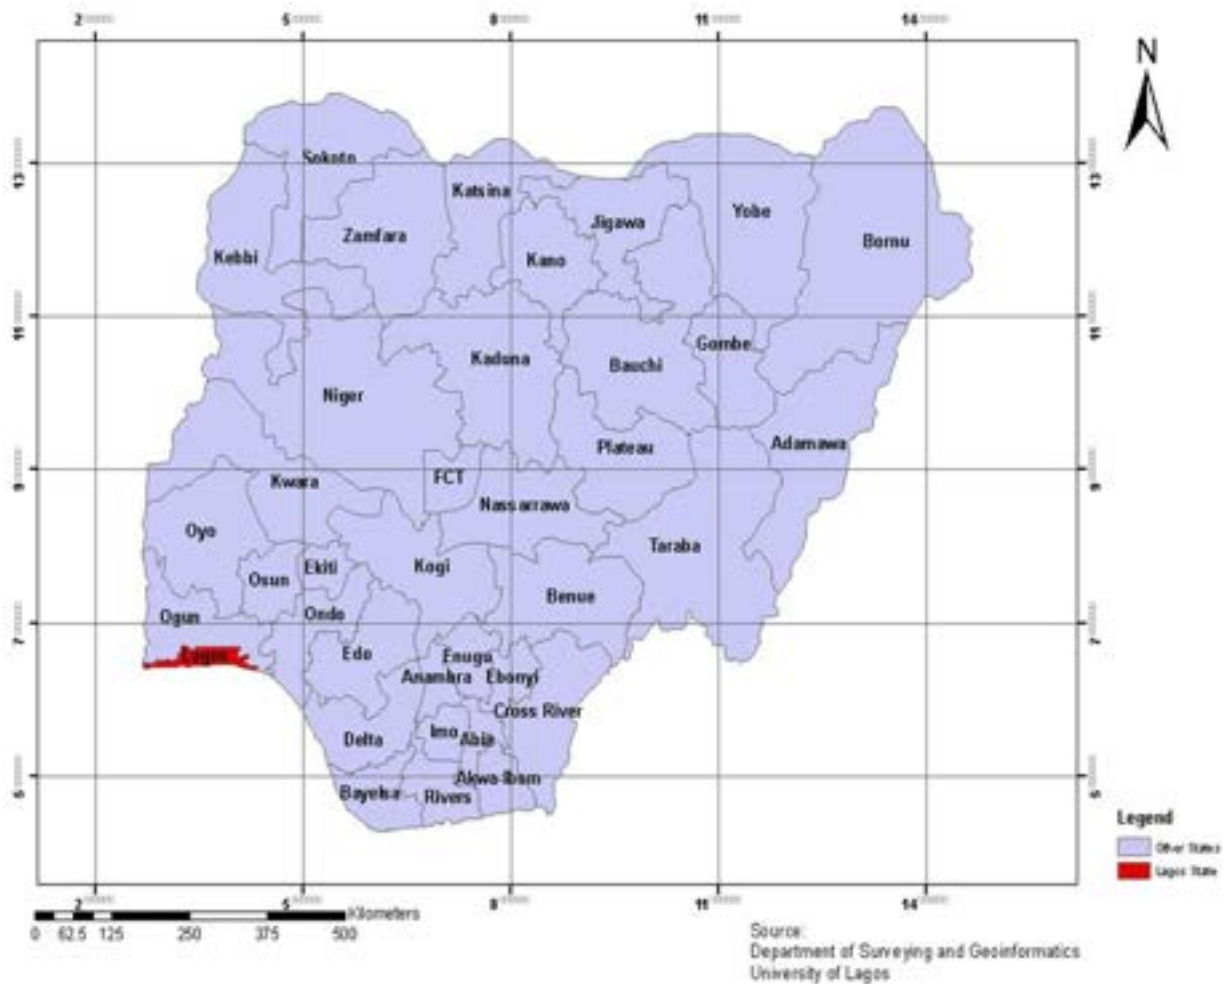 2 5 8 11 14
N
13 13
Sokoto
Katsina
Jigawa
Yobe
Zamfara
Bornu
Kebbi
Kano
11 11
Gombe
Kaduna
Bauchi
Niger
Adamawa
Plateau
9 9
FCT
Kwara
Nassarrawa
Oyo
Taraba
Kogi
Ekiti
Osun
Benue
Ondo
Ogun
7 7
Lagos
Edo
Enugu
Anambra
Ebonyi
Cross River
Imo
Abia
Delta
5 5
Akwa-Ibom
Bayelsa
Rivers
Legend
Other States
Lagos State
2 5 8 11 14
Kilometers
0 62.5 125 250 375 500
Source:
Department of Surveying and Geoinformatics
University of Lagos